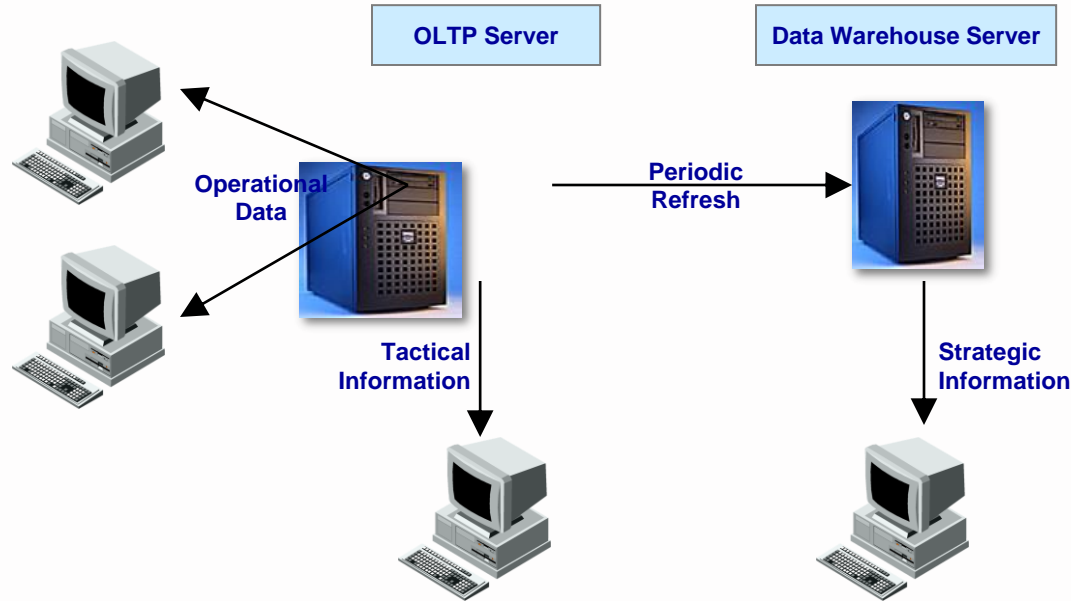 OLTP Server
Data Warehouse Server
Operational
Data
Periodic
Refresh
Tactical
Information
Strategic
Information